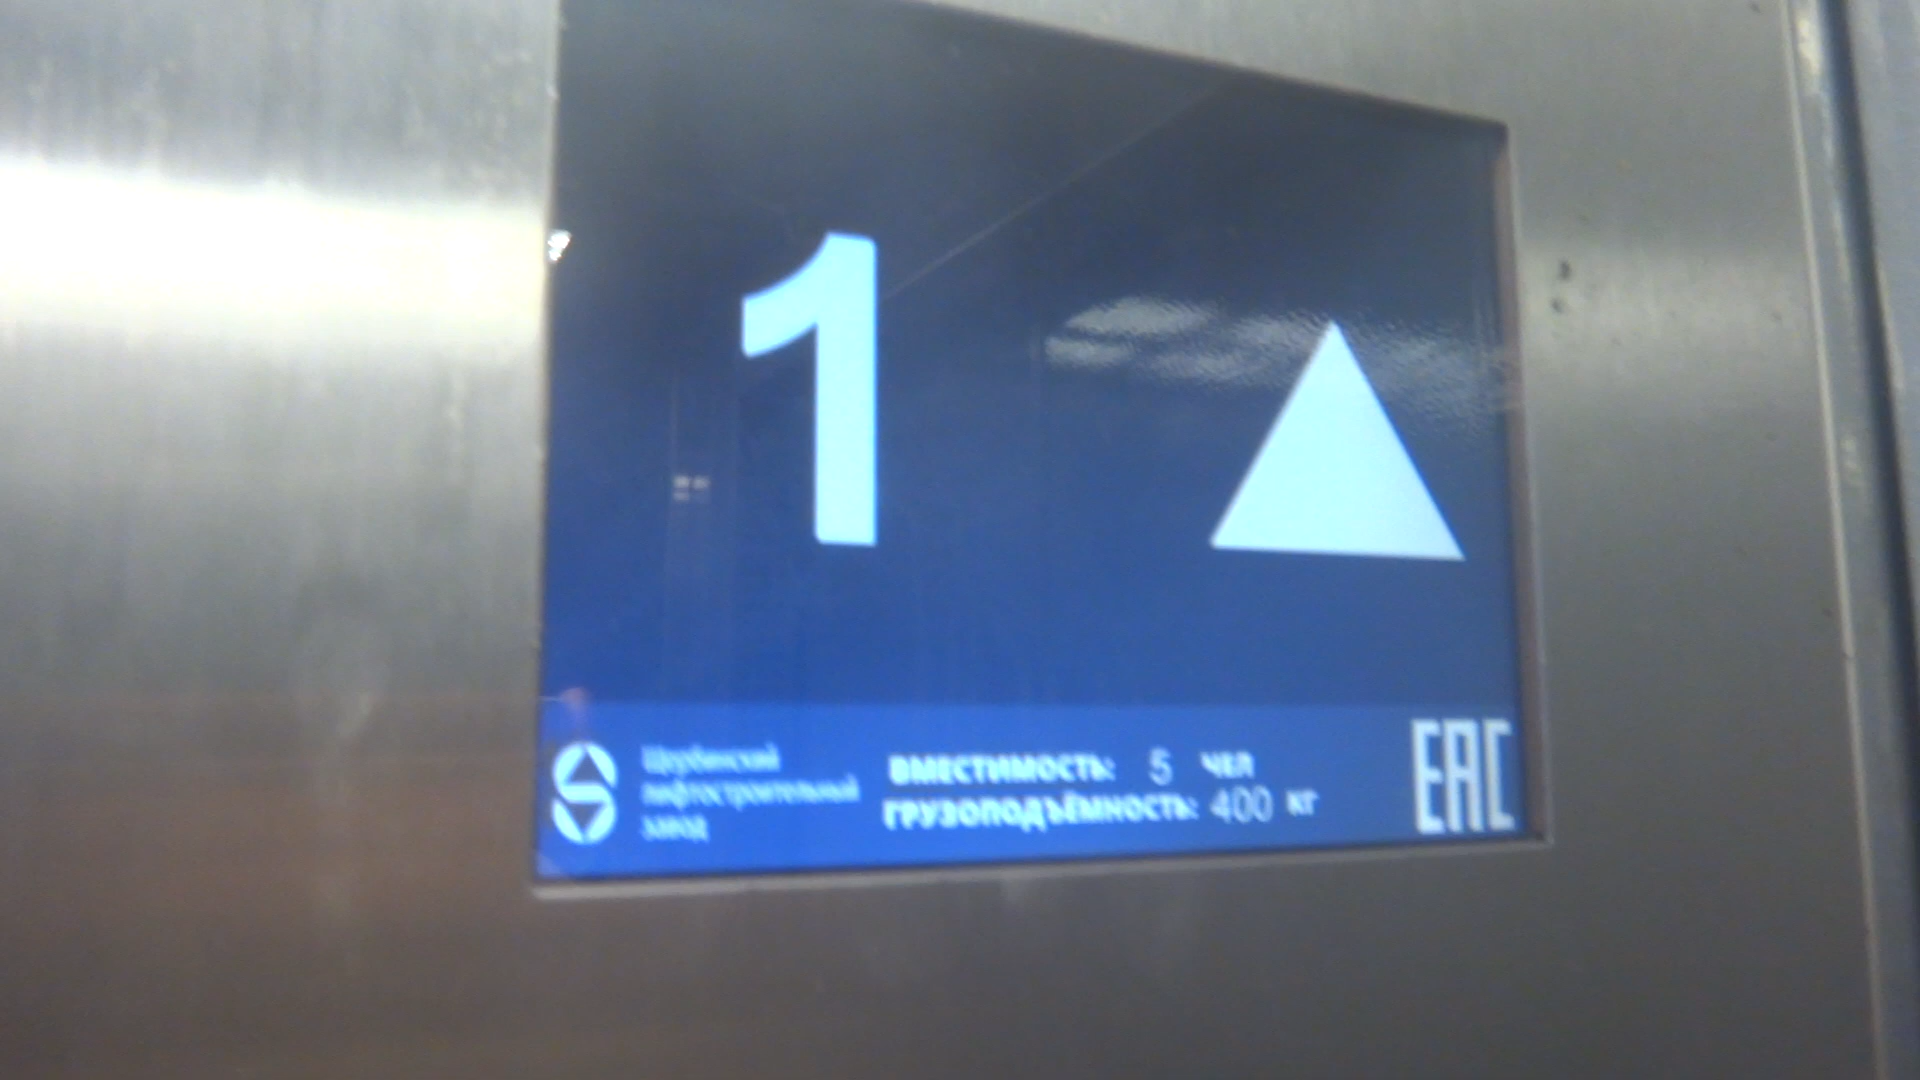 1
Щербинский
лифтостроительный
завод
ВМЕСТИМОСТЬ: 5 ЧЕЛ
ГРУЗОПОДЪЁМНОСТЬ: 400 КГ
EAC